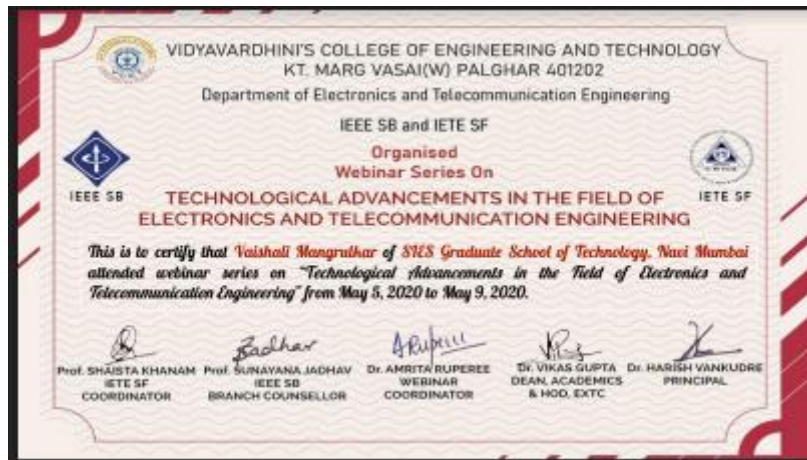 VIDYAVARDHINI'S COLLEGE OF ENGINEERING AND TECHNOLOGY
KT. MARG VASAI(W) PALGHAR 401202
Department of Electronics and Telecommunication Engineering
IEEE SB and IETE SF
Organised
Webinar Series On
IEEE SB
IETE SF
TECHNOLOGICAL ADVANCEMENTS IN THE FIELD OF
ELECTRONICS AND TELECOMMUNICATION ENGINEERING
This is to certify that Vaishali Mangrulkar of SIES Graduate School of Technology, Navi Mumbai
attended webinar series on "Technological Advancements in the Field of Electronics and
Telecommunication Engineering" from May 5, 2020 to May 9, 2020.
Prof. SHAISTA KHANAM
IETE SF
COORDINATOR
Prof. SUNAYANA JADHAV
IEEE SB
BRANCH COUNSELLOR
Dr. AMRITA RUPEREE
WEBINAR
COORDINATOR
Dr. VIKAS GUPTA
DEAN, ACADEMICS
& HOD, EXTC
Dr. HARISH VANKUDRE
PRINCIPAL